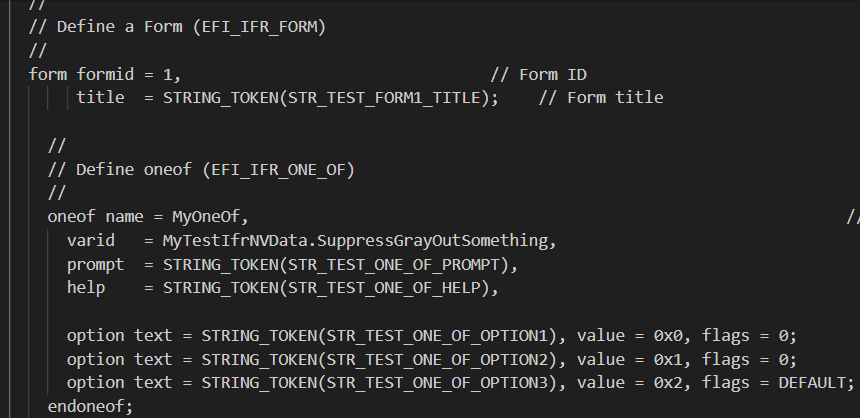 //
// Define a Form (EFI_IFR_FORM)
//
form formid = 1, // Form ID
title = STRING_TOKEN(STR_TEST_FORM1_TITLE); // Form title
//
// Define oneof (EFI_IFR_ONE_OF)
//
oneof name = MyOneOf, //
varid = MyTestIfrNVData.SuppressGrayOutSomething,
prompt = STRING_TOKEN(STR_TEST_ONE_OF_PROMPT),
help = STRING_TOKEN(STR_TEST_ONE_OF_HELP),
option text = STRING_TOKEN(STR_TEST_ONE_OF_OPTION1), value = 0x0, flags = 0;
option text = STRING_TOKEN(STR_TEST_ONE_OF_OPTION2), value = 0x1, flags = 0;
option text = STRING_TOKEN(STR_TEST_ONE_OF_OPTION3), value = 0x2, flags = DEFAULT;
endoneof;